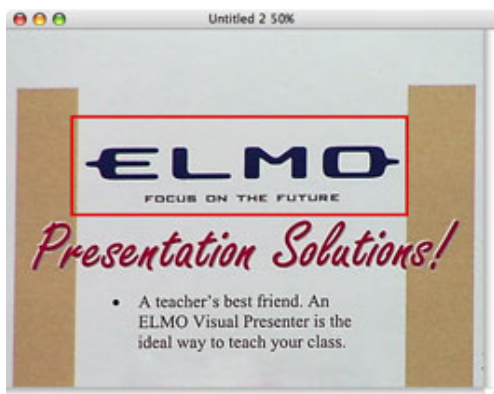 Untitled 2 50%
ELMO
FOCUS ON THE FUTURE
Presentation Solutions!
• A teacher's best friend. An
ELMO Visual Presenter is the
ideal way to teach your class.